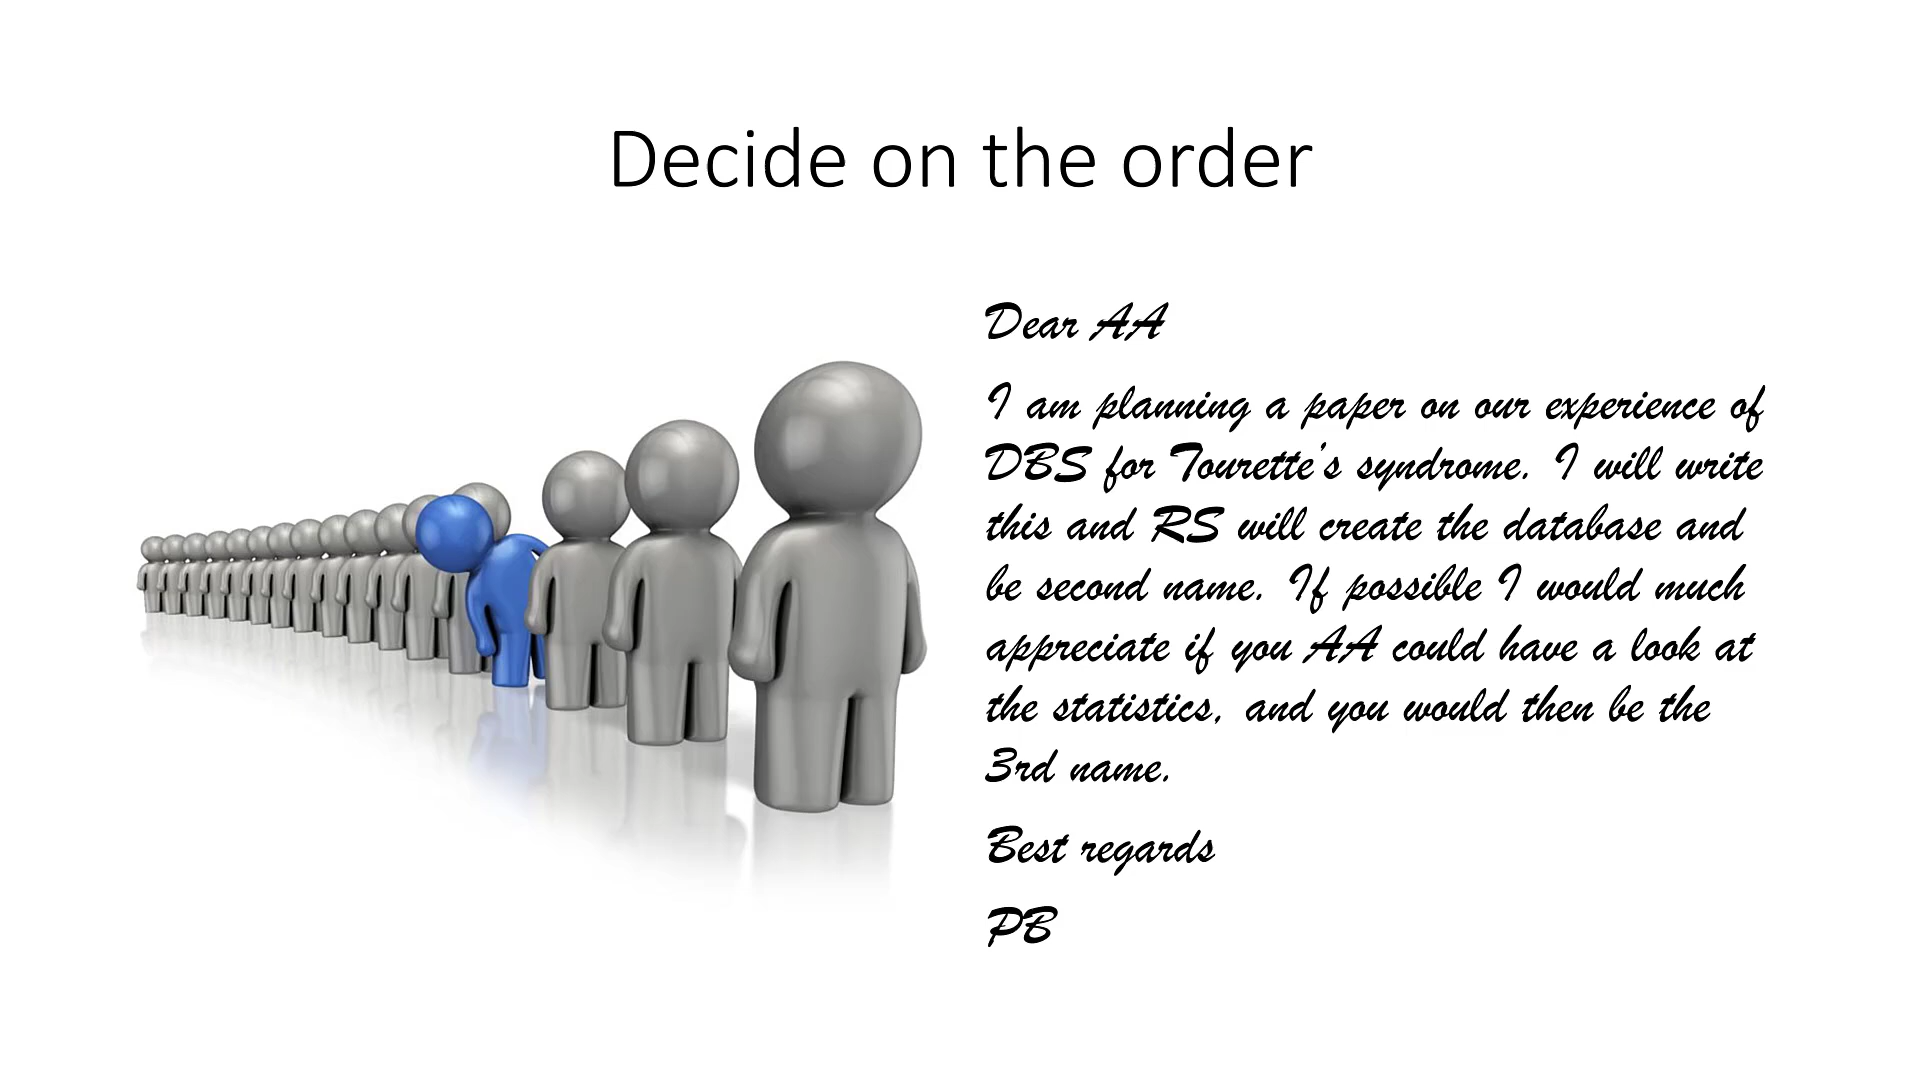 Decide on the order
Dear AA
I am planning a paper on our experience of
DBS for Tourette's syndrome. I will write
this and RS will create the database and
be second name. If possible I would much
appreciate if you AA could have a look at
the statistics, and you would then be the
3rd name.
Best regards
PB